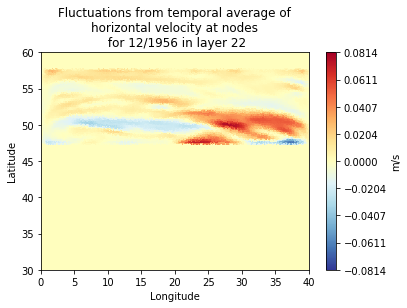 Fluctuations from temporal average of
horizontal velocity at nodes
for 12/1956 in layer 22
60
55
50
45
40
35
30
Latitude
0 5 10 15 20 25 30 35 40
Longitude
0.0814
0.0611
0.0407
0.0204
0.0000
−0.0204
−0.0407
−0.0611
−0.0814
m/s